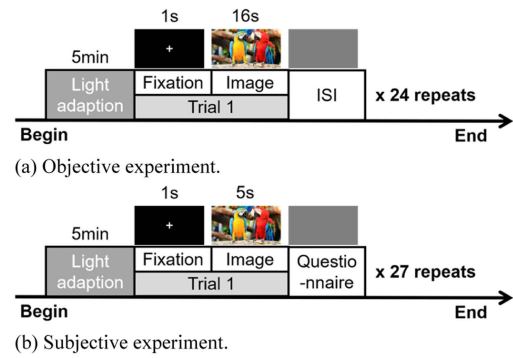 1s 16s
5min
Light adaption Fixation Image ISI x 24 repeats
Trial 1
Begin End
(a) Objective experiment.
1s 5s
5min
Light adaption Fixation Image Questio -nnaire x 27 repeats
Trial 1
Begin End
(b) Subjective experiment.